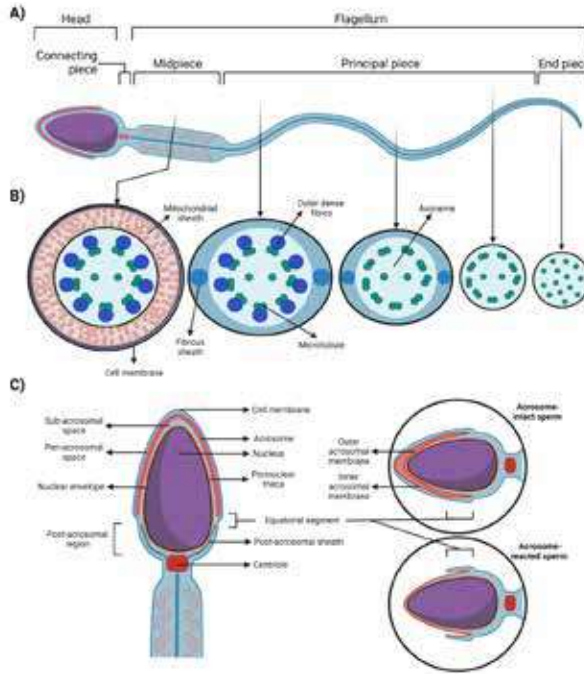 A)
Head
Flagellum
Connecting
piece
Midpiece
Principal piece
End piece
B)
Mitochondrial
sheath
Outer dense
fibres
Axoneme
Fibrous
sheath
Microtubule
Cell membrane
C)
Sub-acrosomal
space
Peri-acrosomal
space
Nuclear envelope
Post-acrosomal
region
Cell membrane
Acrosome
Nucleus
Perinuclear
theca
Equatorial segment
Post-acrosomal sheath
Centriole
Acrosome-
intact sperm
Outer
acrosomal
membrane
Inner
acrosomal
membrane
Acrosome-
reacted sperm